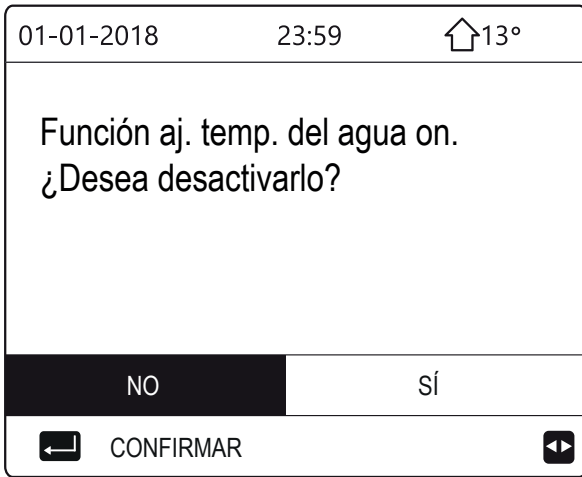 01-01-2018 23:59 13°
Función aj. temp. del agua on.
¿Desea desactivarlo?
NO SÍ
CONFIRMAR